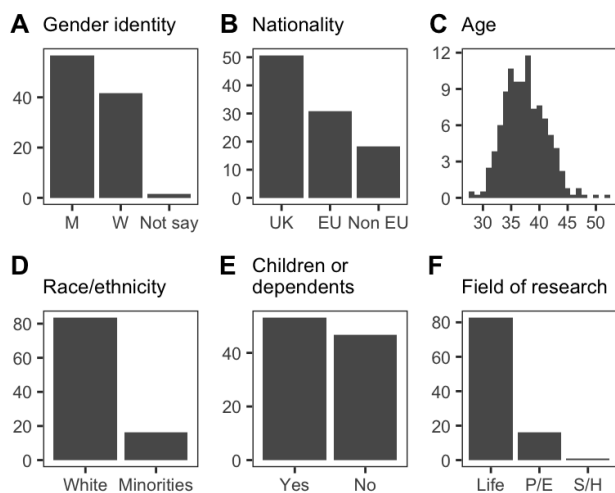 A Gender identity
40
20
0
M W Not say
B Nationality
50
40
30
20
10
0
UK EU Non EU
C Age
12
9
6
3
0
30 35 40 45 50
D Race/ethnicity
80
60
40
20
0
White Minorities
E Children or
dependents
40
20
0
Yes No
F Field of research
80
60
40
20
0
Life P/E S/H